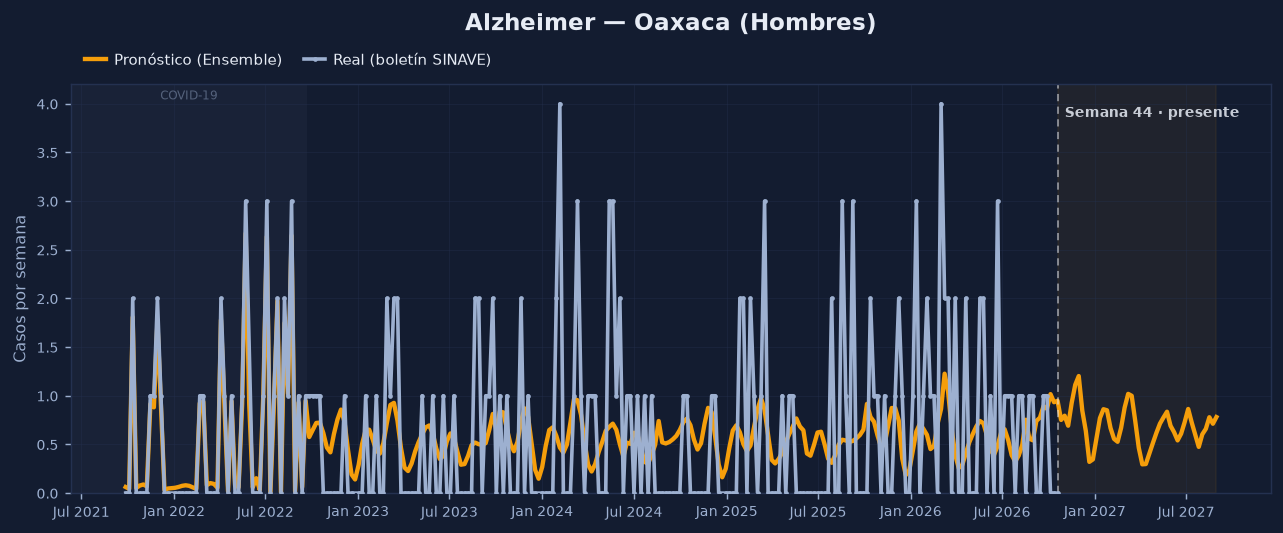 Alzheimer — Oaxaca (Hombres)
Pronóstico (Ensemble)
Real (boletín SINAVE)
COVID-19
Semana 44 · presente
Casos por semana
4.0
3.5
3.0
2.5
2.0
1.5
1.0
0.5
0.0
Jul 2021
Jan 2022
Jul 2022
Jan 2023
Jul 2023
Jan 2024
Jul 2024
Jan 2025
Jul 2025
Jan 2026
Jul 2026
Jan 2027
Jul 2027